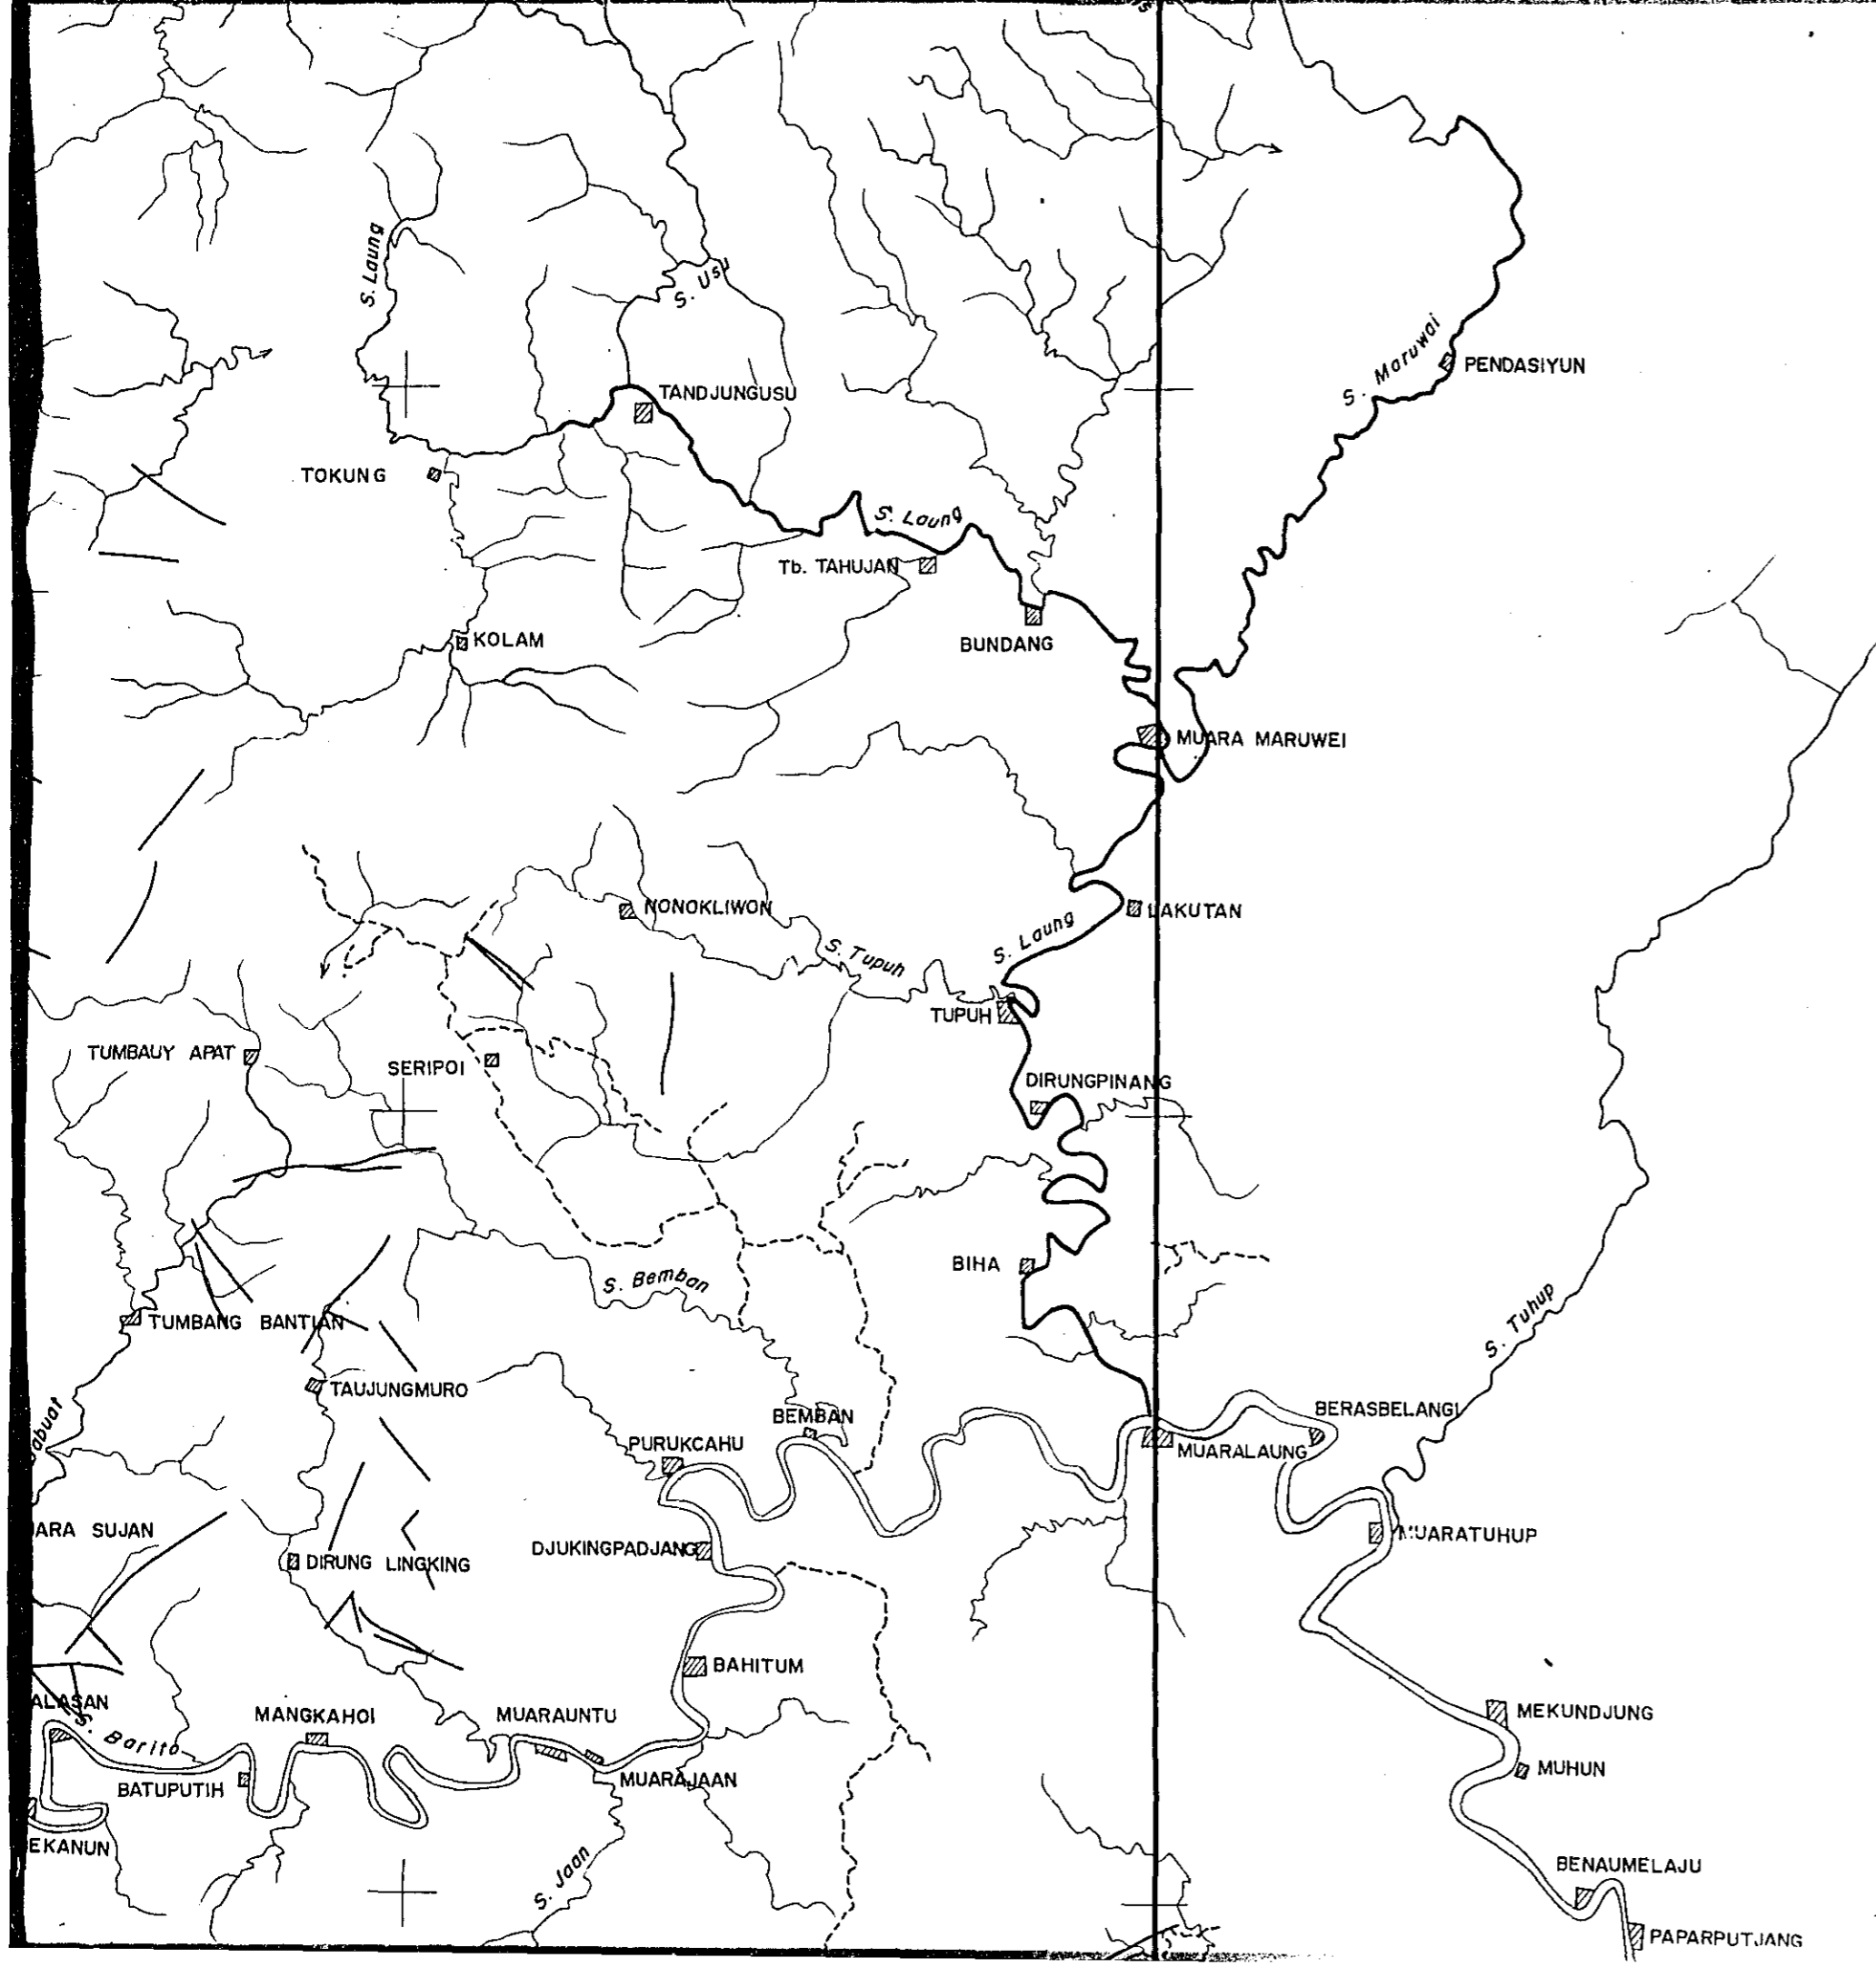 S. Laung
S. Usu
S. Maruwai
PENDASIYUN
TANDJUNGUSU
TOKUNG
S. Laung
Tb. TAHUJAN
BUNDANG
KOLAM
MUARA MARUWEI
NONOKLIWON
LAKUTAN
S. Laung
S. Tupuh
TUPUH
TUMBAUY APAT
SERIPOI
DIRUNGPINANG
BIHA
S. Bemban
TUMBANG BANTIAN
S. Tuhup
TAUJUNGMURO
abuat
BEMBAN
BERASBELANGI
PURUKCAHU
MUARALAUNG
ARA SUJAN
MUARATUHUP
DJUKINGPADJANG
DIRUNG LINGKING
BAHITUM
ALASAN
MANGKAHOI
MUARAUNTU
MEKUNDJUNG
S. Barito
MUHUN
BATUPUTIH
MUARAJAAN
EKANUN
S. Jaan
BENAUMELAJU
PAPARPUTJANG